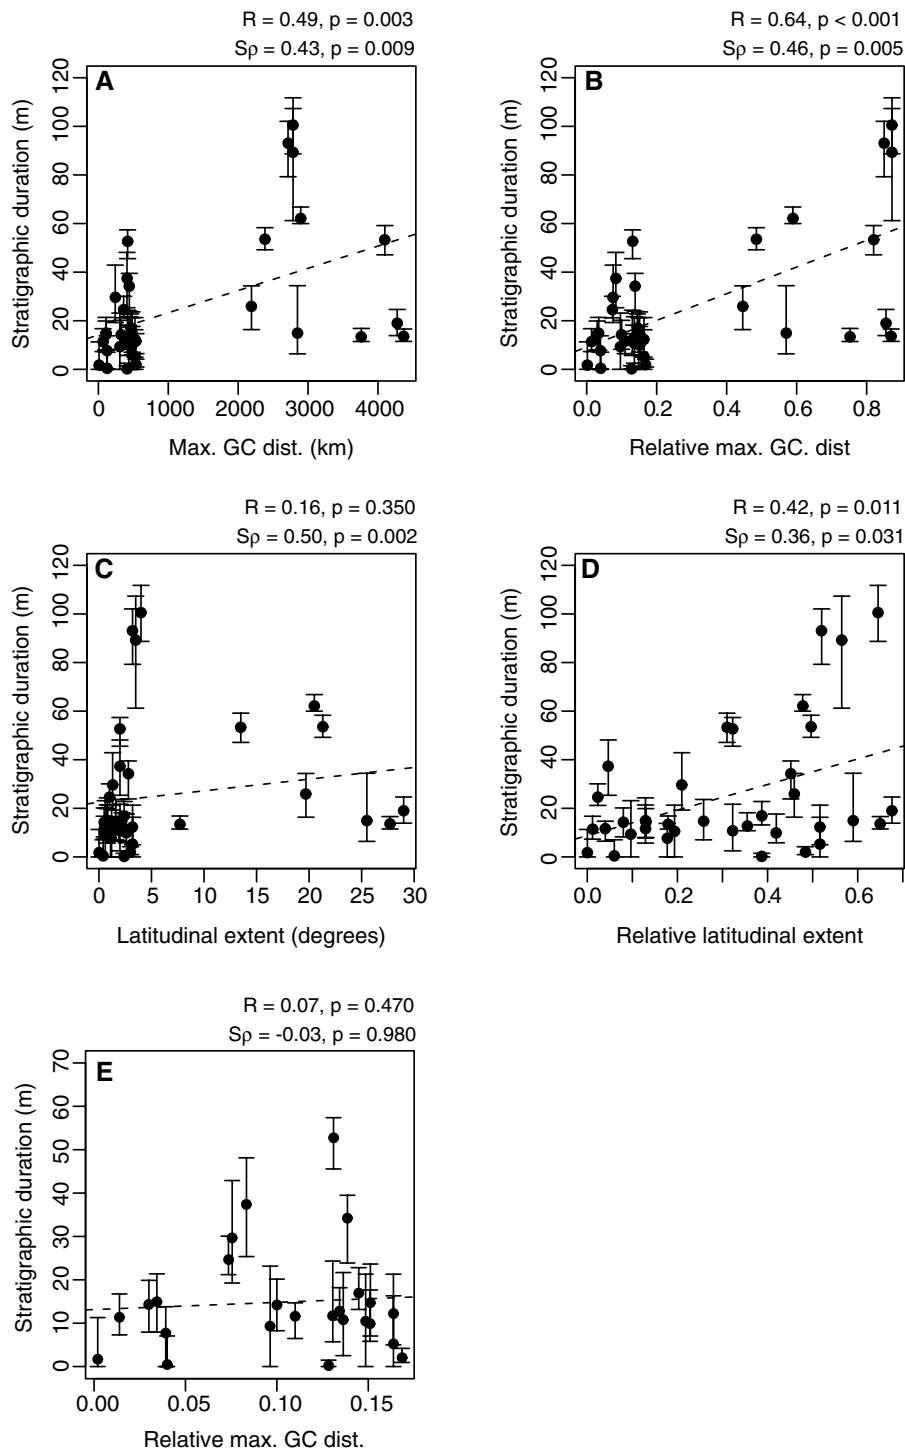 R = 0.49, p = 0.003
Sρ = 0.43, p = 0.009
A
Stratigraphic duration (m)
0 20 40 60 80 100 120
0 1000 2000 3000 4000
Max. GC dist. (km)
R = 0.64, p < 0.001
Sρ = 0.46, p = 0.005
B
Stratigraphic duration (m)
0 20 40 60 80 100 120
0.0 0.2 0.4 0.6 0.8
Relative max. GC. dist
R = 0.16, p = 0.350
Sρ = 0.50, p = 0.002
C
Stratigraphic duration (m)
0 20 40 60 80 100 120
0 5 10 15 20 25 30
Latitudinal extent (degrees)
R = 0.42, p = 0.011
Sρ = 0.36, p = 0.031
D
Stratigraphic duration (m)
0 20 40 60 80 100 120
0.0 0.2 0.4 0.6
Relative latitudinal extent
R = 0.07, p = 0.470
Sρ = -0.03, p = 0.980
E
Stratigraphic duration (m)
0 10 20 30 40 50 60 70
0.00 0.05 0.10 0.15
Relative max. GC dist.